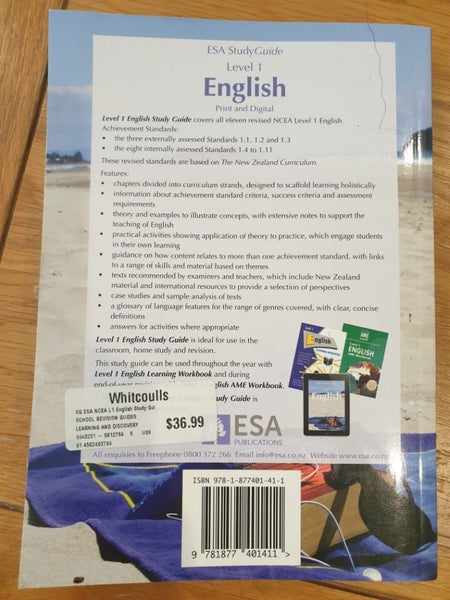 ESA StudyGuide
Level 1
English
Print and Digital
Level 1 English Study Guide covers all eleven revised NCEA Level 1 English
Achievement Standards:
• the three externally assessed Standards 1.1, 1.2 and 1.3
• the eight internally assessed Standards 1.4 to 1.11
These revised standards are based on The New Zealand Curriculum.
Features:
• chapters divided into curriculum strands, designed to scaffold learning holistically
• information about achievement standard criteria, success criteria and assessment
requirements
• theory and examples to illustrate concepts, with extensive notes to support the
teaching of English
• practical activities showing application of theory to practice, which engage students
in their own learning
• guidance on how content relates to more than one achievement standard, with links
to a range of skills and material based on themes
• texts recommended by examiners and teachers, which include New Zealand
material and international resources to provide a selection of perspectives
• case studies and sample analysis of texts
• a glossary of language features for the range of genres covered, with clear, concise
definitions
• answers for activities where appropriate
Level 1 English Study Guide is ideal for use in the
classroom, home study and revision.
This study guide can be used throughout the year with
Level 1 English Learning Workbook and during
English AME Workbook.
Study Guide is
Level 1
English
Level 1
ENGLISH
English
Whitcoulls
SG ESA NCEA L1 English Study Gui
SCHOOL REVISION GUIDES
LEARNING AND DISCOVERY
$36.99
ESA
PUBLICATIONS
All enquiries to Freephone 0800 372 266 Email info@esa.co.nz Website www.esa.co.nz
ISBN 978-1-877401-41-1
9 781877 401411 >